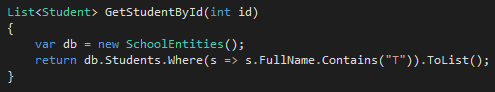 List<Student> GetStudentById(int id)
{
var db = new SchoolEntities();
return db.Students.Where(s => s.FullName.Contains("T")).ToList();
}